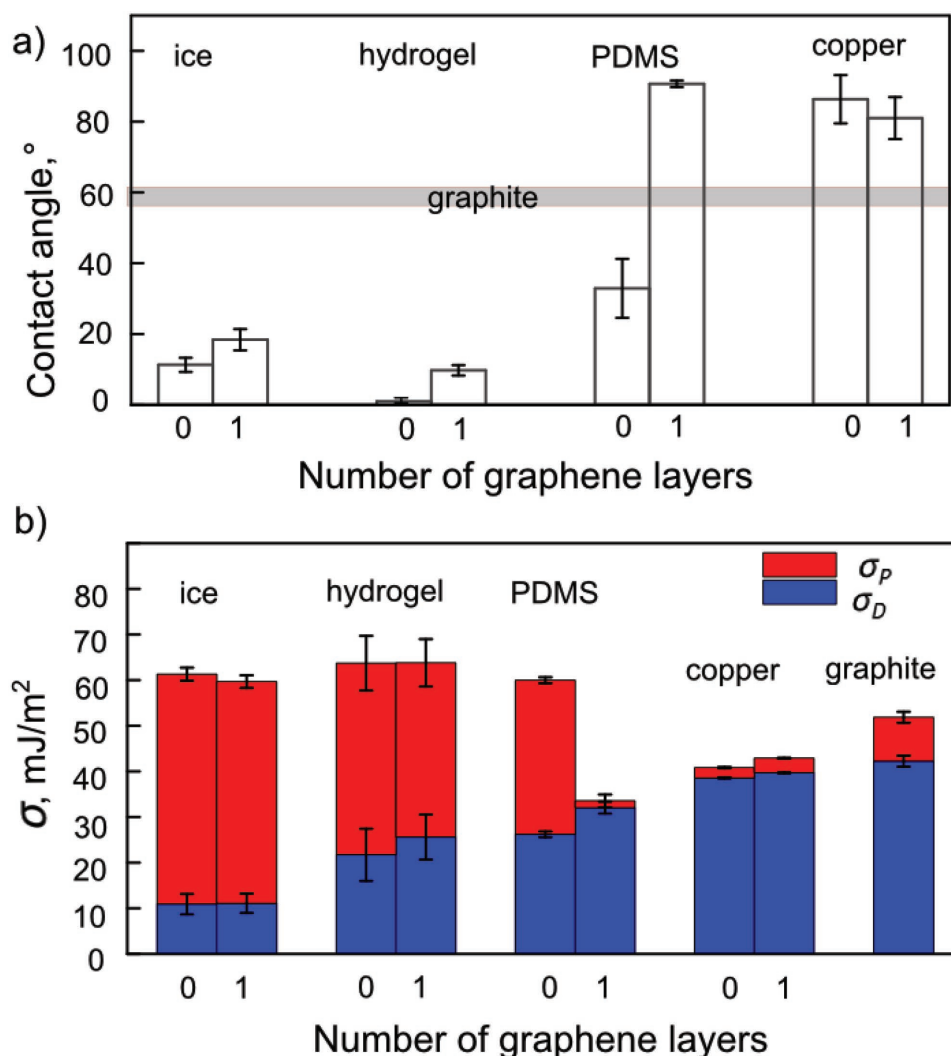 a)
ice hydrogel PDMS copper
100
80
60
40
20
0
Contact angle,°
graphite
0 1 0 1 0 1 0 1
Number of graphene layers
b)
σP
σD
ice hydrogel PDMS
copper graphite
80
70
60
50
40
30
20
10
0
σ, mJ/m²
0 1 0 1 0 1 0 1
Number of graphene layers